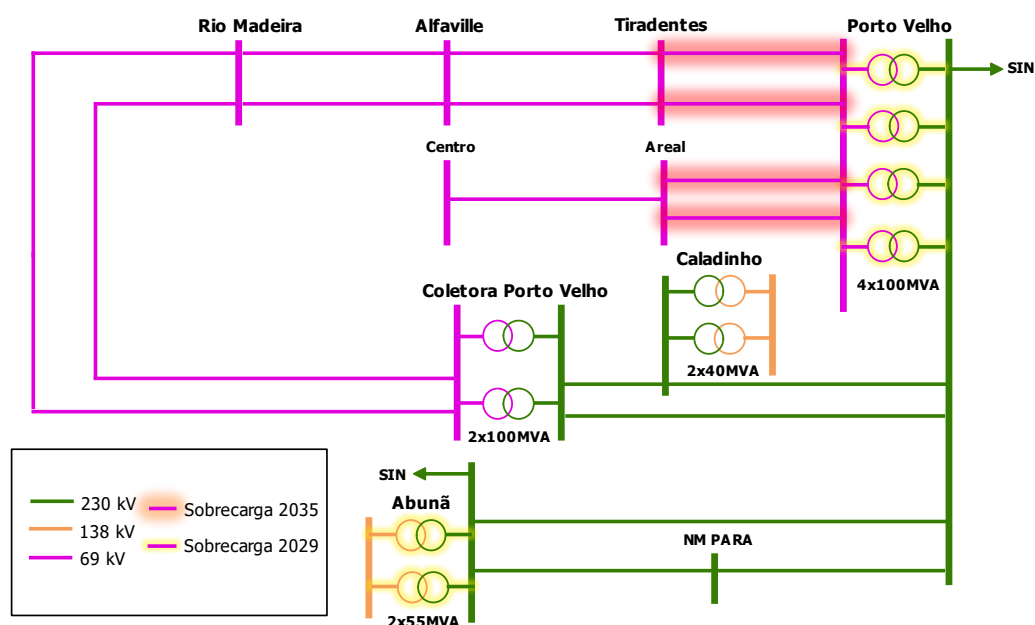 Rio Madeira
Alfaville
Tiradentes
Porto Velho
SIN
Centro
Areal
Caladinho
4x100MVA
Coletora Porto Velho
2x40MVA
2x100MVA
SIN
Abunã
230 kV
Sobrecarga 2035
138 kV
Sobrecarga 2029
69 kV
NM PARA
2x55MVA